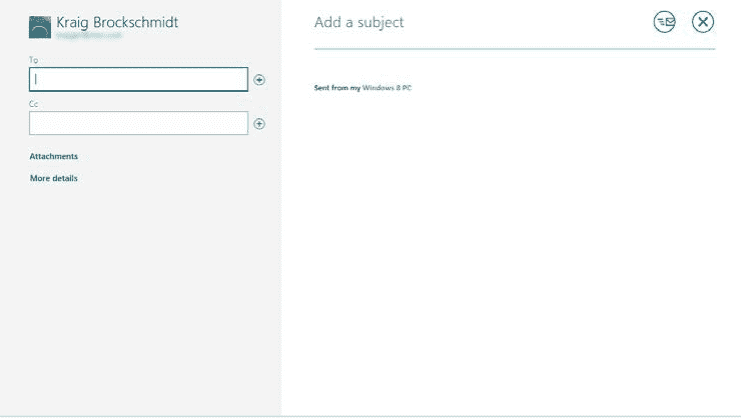 Kraig Brockschmidt
To
Cc
Attachments
More details
Add a subject
Sent from my Windows 8 PC